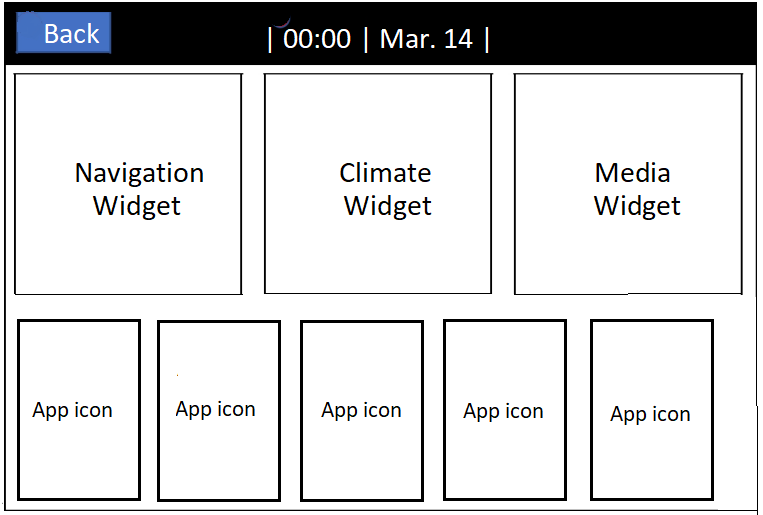 Back
| 00:00 | Mar. 14 |
Navigation
Widget
Climate
Widget
Media
Widget
App icon
App icon
App icon
App icon
App icon